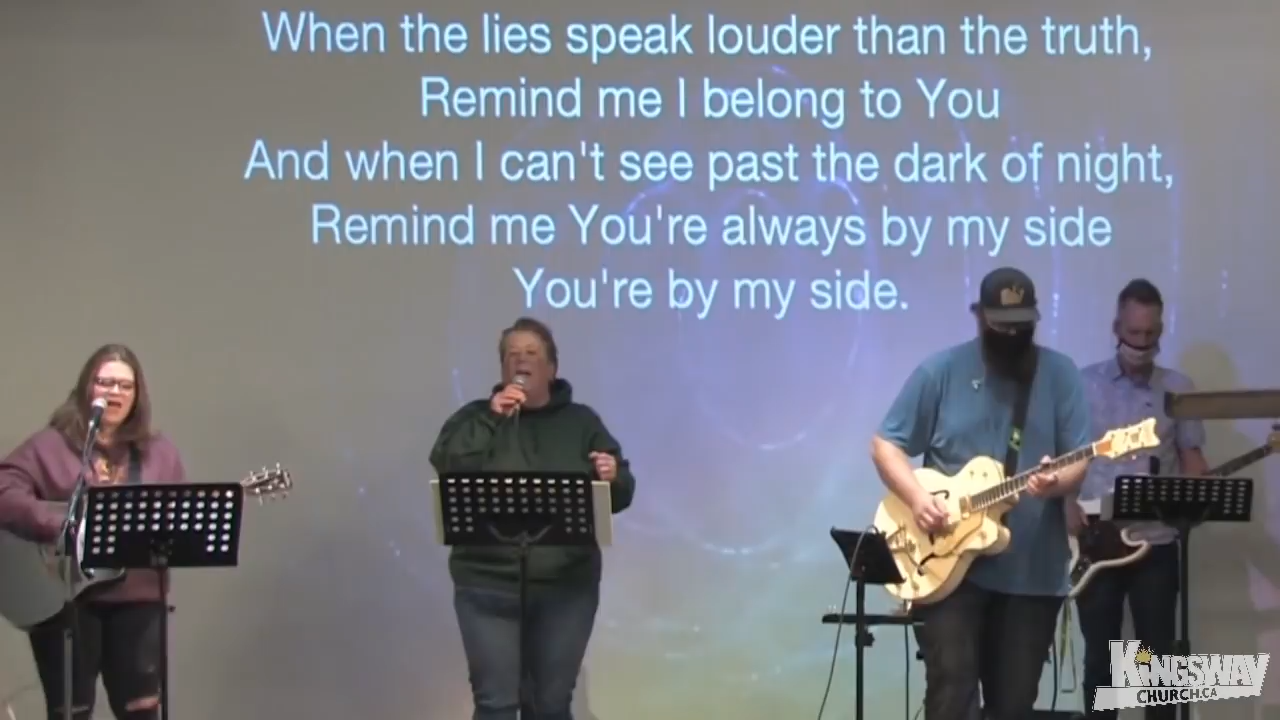 When the lies speak louder than the truth,
Remind me I belong to You
And when I can't see past the dark of night,
Remind me You're always by my side
You're by my side.
KINGSWAY
CHURCH.CA